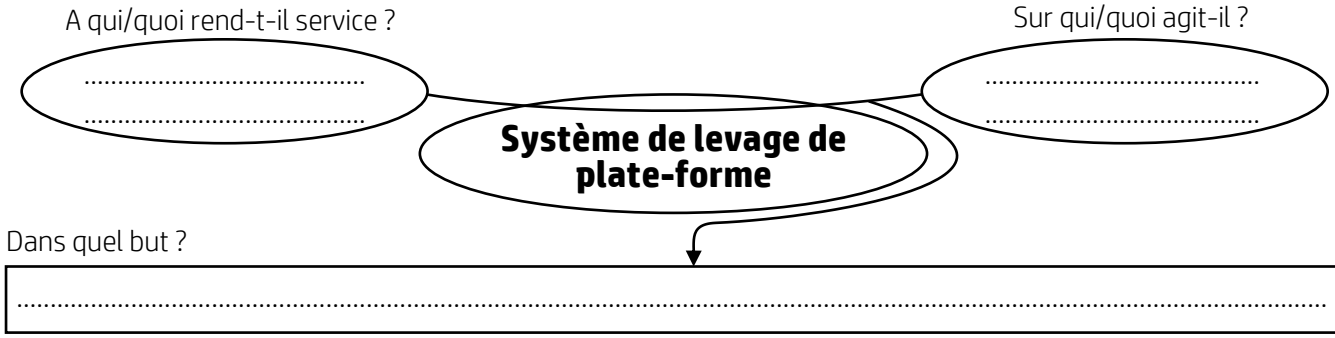 A qui/quoi rend-t-il service ?
Sur qui/quoi agit-il ?
Système de levage de
plate-forme
Dans quel but ?